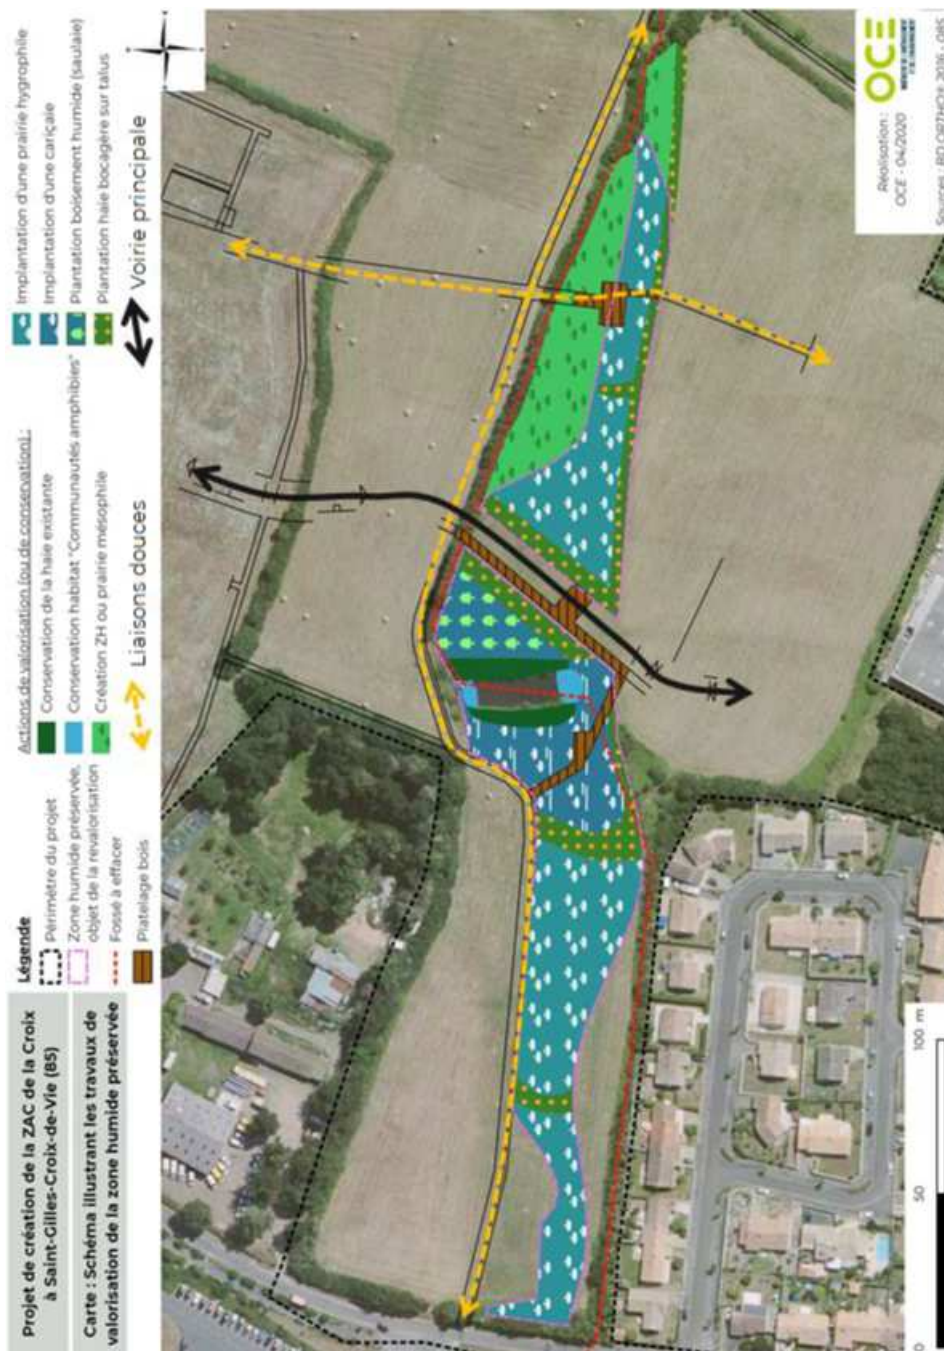 Projet de création de la ZAC de la Croix
à Saint-Gilles-Croix-de-Vie (85)
Carte : Schéma illustrant les travaux de
valorisation de la zone humide préservée
Légende
Périmètre du projet
Zone humide préservée,
objet de la revalorisation
Fossé à effacer
Platelage bois
Actions de valorisation (ou de conservation) :
Conservation de la haie existante
Conservation habitat "Communautés amphibies"
Création ZH ou prairie mésophile
Liaisons douces
Implantation d'une prairie hygrophile
Implantation d'une cariçaie
Plantation boisement humide (saulaie)
Plantation haie bocagère sur talus
Voirie principale
0
50
100 m
OCE
Réalisation :
OCE - 04/2020